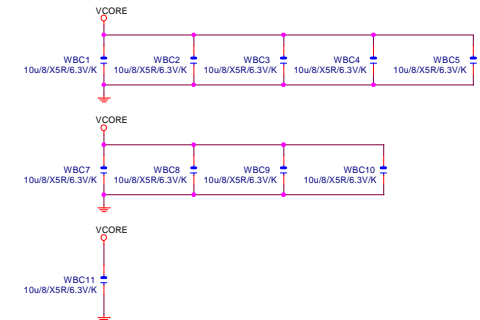 VCORE
WBC1 WBC2 WBC3 WBC4 WBC5
10u/8/X5R/6.3V/K 10u/8/X5R/6.3V/K 10u/8/X5R/6.3V/K 10u/8/X5R/6.3V/K 10u/8/X5R/6.3V/K
VCORE
WBC7 WBC8 WBC9 WBC10
10u/8/X5R/6.3V/K 10u/8/X5R/6.3V/K 10u/8/X5R/6.3V/K 10u/8/X5R/6.3V/K
VCORE
WBC11
10u/8/X5R/6.3V/K